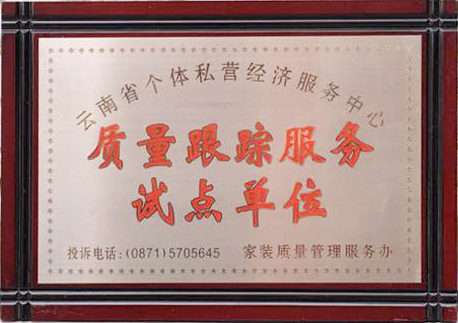 云南省个体私营经济服务中心
质量跟踪服务
试点单位
投诉电话:(0871)5705645 家装质量管理服务办